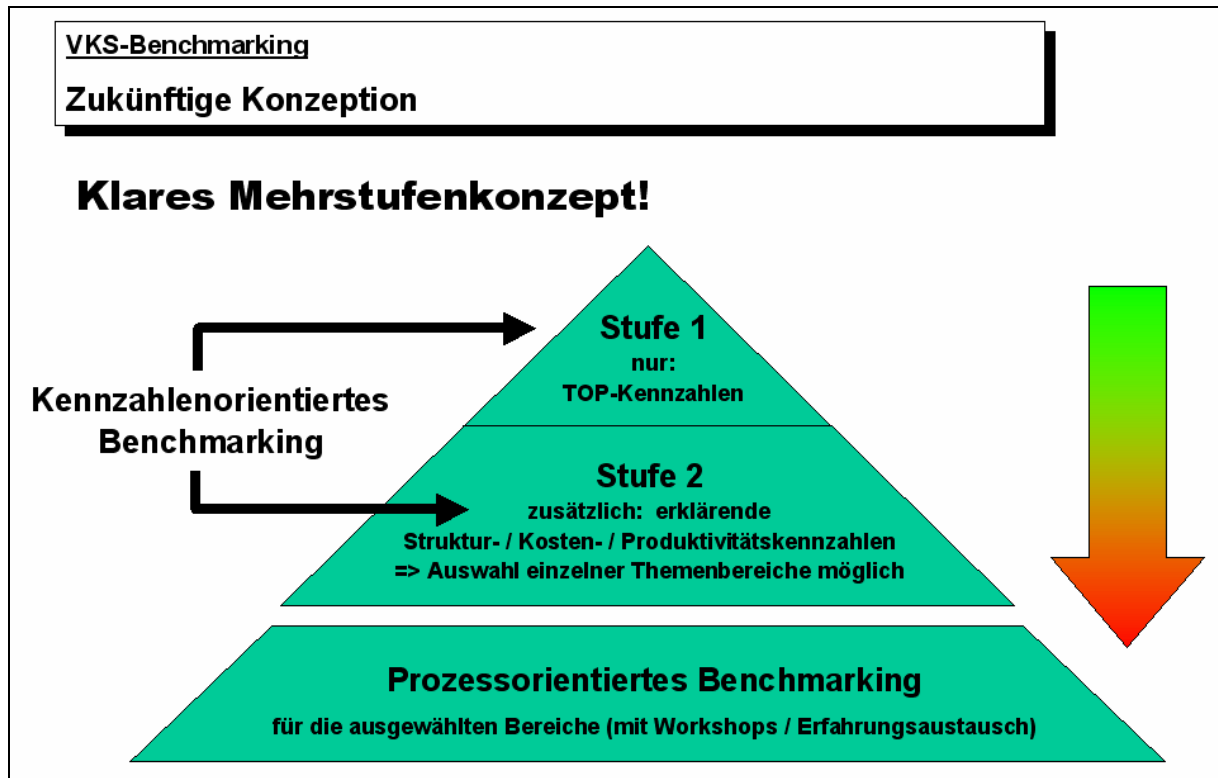 VKS-Benchmarking
Zukünftige Konzeption
Klares Mehrstufenkonzept!
Kennzahlenorientiertes
Benchmarking
Stufe 1
nur:
TOP-Kennzahlen
Stufe 2
zusätzlich: erklärende
Struktur- / Kosten- / Produktivitätskennzahlen
=> Auswahl einzelner Themenbereiche möglich
Prozessorientiertes Benchmarking
für die ausgewählten Bereiche (mit Workshops / Erfahrungsaustausch)